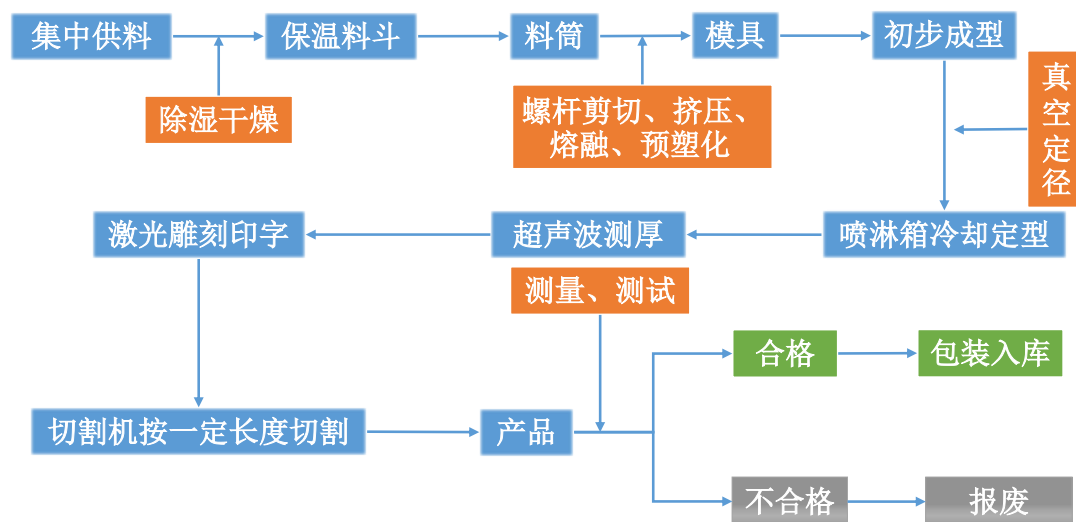 集中供料
保温料斗
料筒
模具
初步成型
除湿干燥
螺杆剪切、挤压、
熔融、预塑化
真
空
定
径
激光雕刻印字
超声波测厚
喷淋箱冷却定型
测量、测试
合格
包装入库
切割机按一定长度切割
产品
不合格
报废